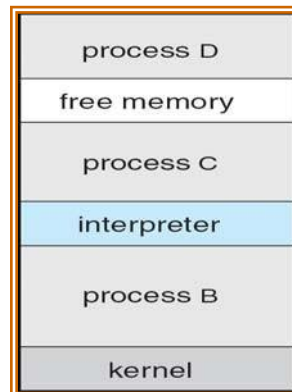 process D
free memory
process C
interpreter
process B
kernel